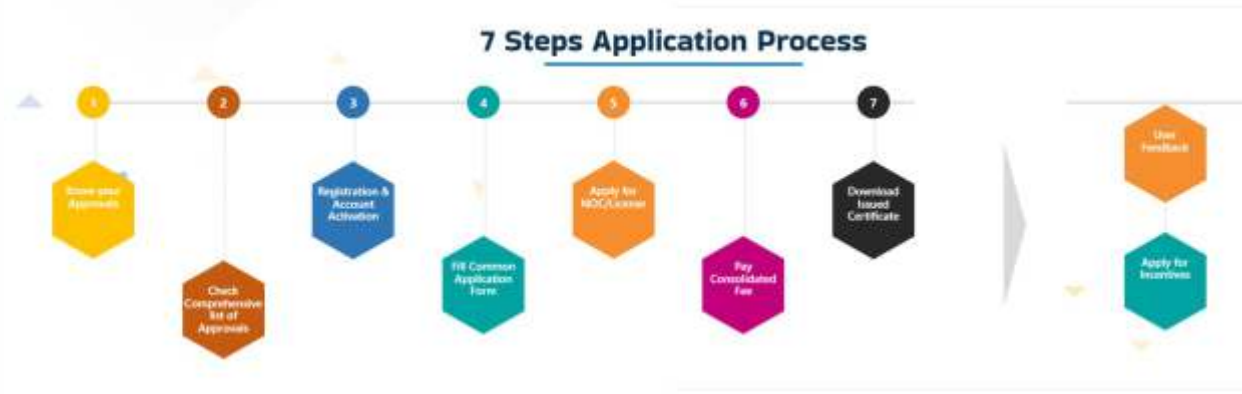 7 Steps Application Process
1
2
3
4
5
6
7
your
Approvals
Check
Comprehensive
list of
Approvals
Registration &
Account
Activation
Fill Common
Application
Form
Apply for
NOC/License
Pay
Consolidated
Fee
Download
Issued
Certificate
User
Feedback
Apply for
Incentives